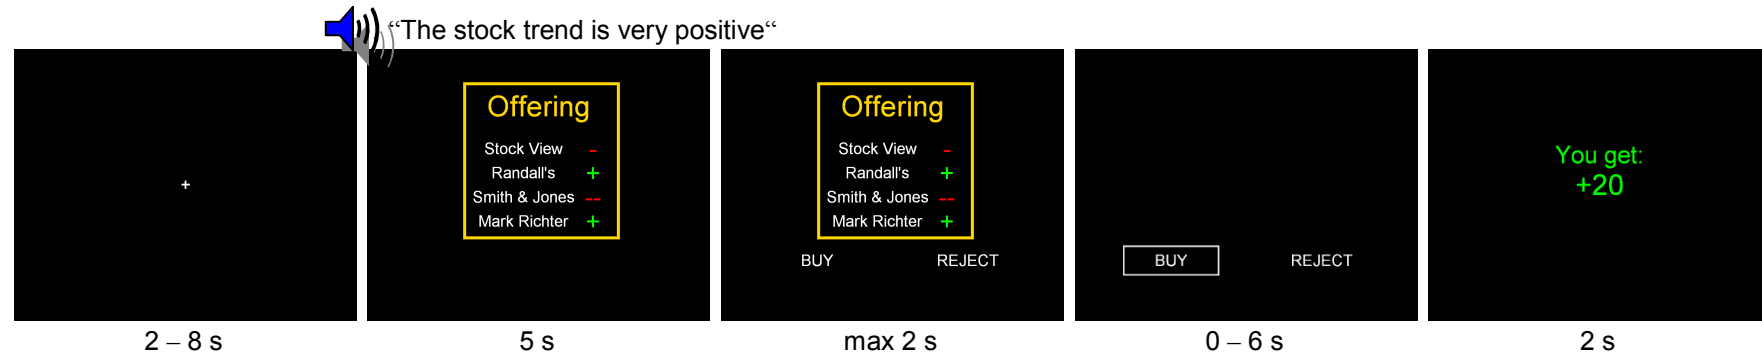 “The stock trend is very positive“
+
Offering
Stock View -
Randall's +
Smith & Jones --
Mark Richter +
Offering
Stock View -
Randall's +
Smith & Jones --
Mark Richter +
BUY REJECT
BUY REJECT
You get:
+20
2 – 8 s
5 s
max 2 s
0 – 6 s
2 s